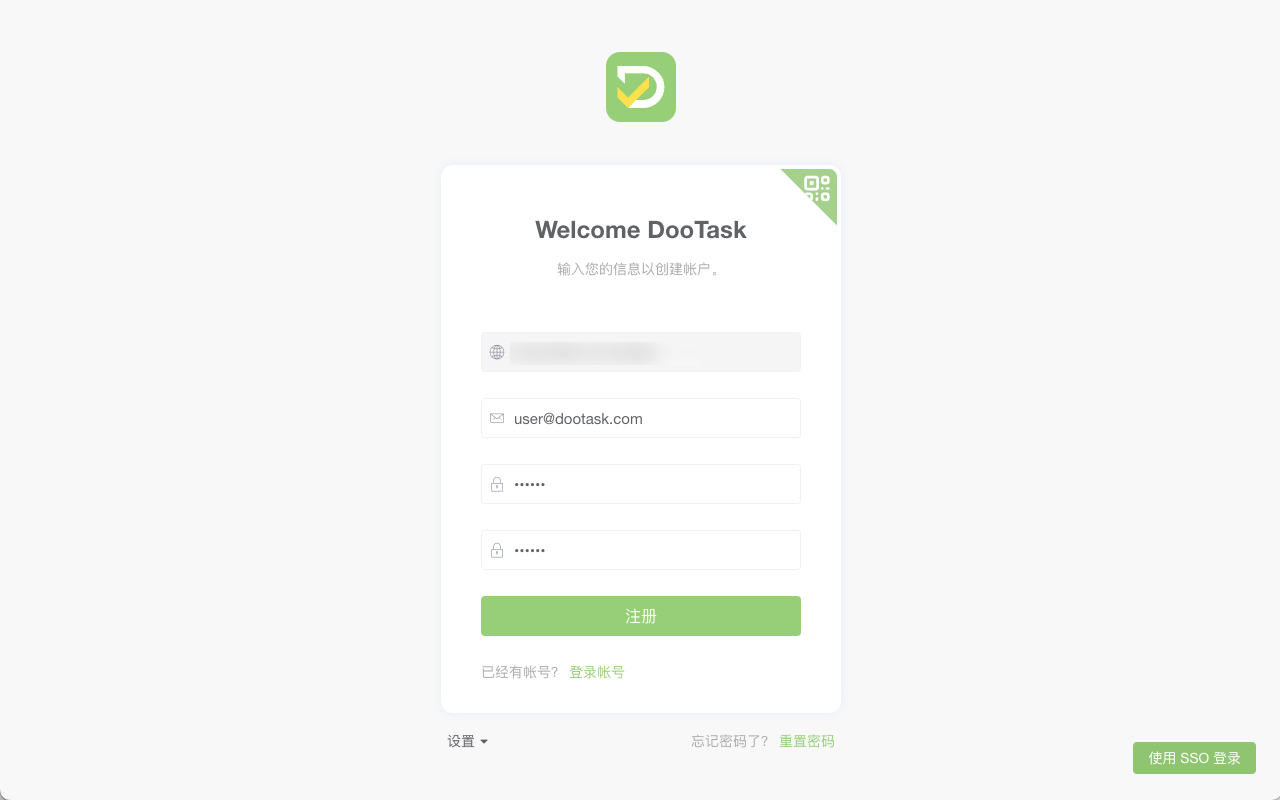 Welcome DooTask
输入您的信息以创建帐户。
user@dootask.com
••••••
••••••
注册
已经有帐号? 登录帐号
设置
忘记密码了? 重置密码
使用 SSO 登录